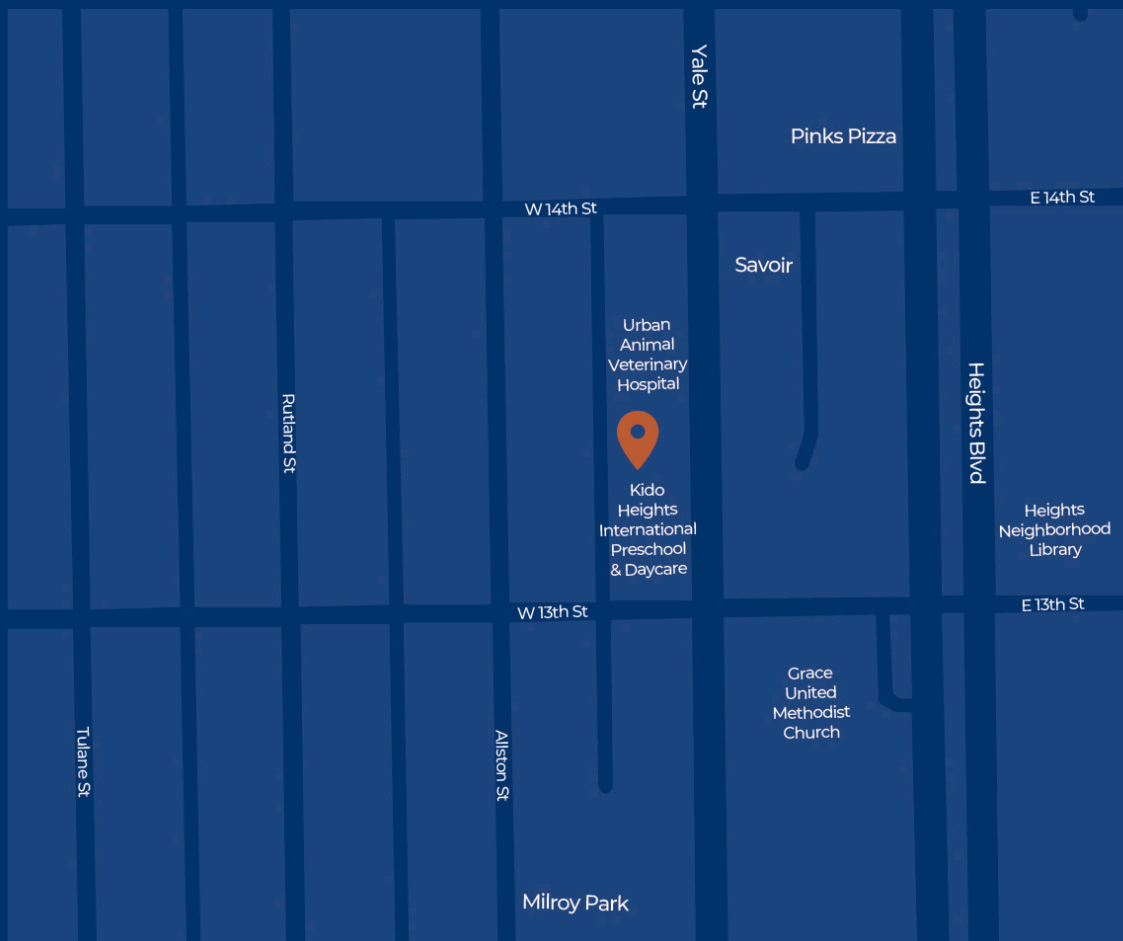 Yale St
Pinks Pizza
W 14th St
E 14th St
Savoir
Urban
Animal
Veterinary
Hospital
Rutland St
Heights Blvd
Kido
Heights
International
Preschool
& Daycare
Heights
Neighborhood
Library
W 13th St
E 13th St
Grace
United
Methodist
Church
Tulane St
Allston St
Milroy Park